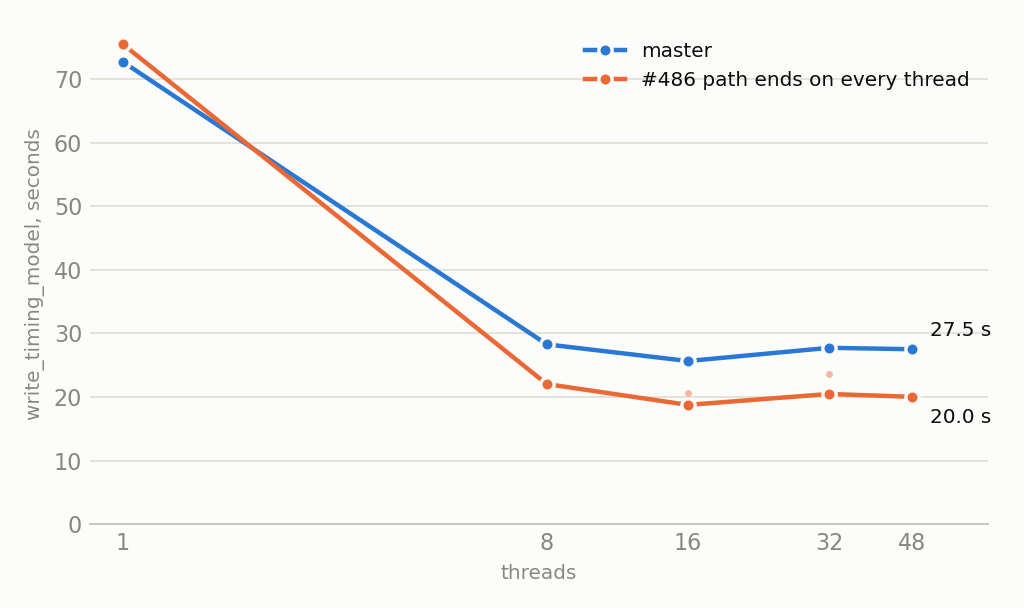 master
#486 path ends on every thread
write_timing_model, seconds
70
60
50
40
30
20
10
0
27.5 s
20.0 s
1 8 16 32 48
threads